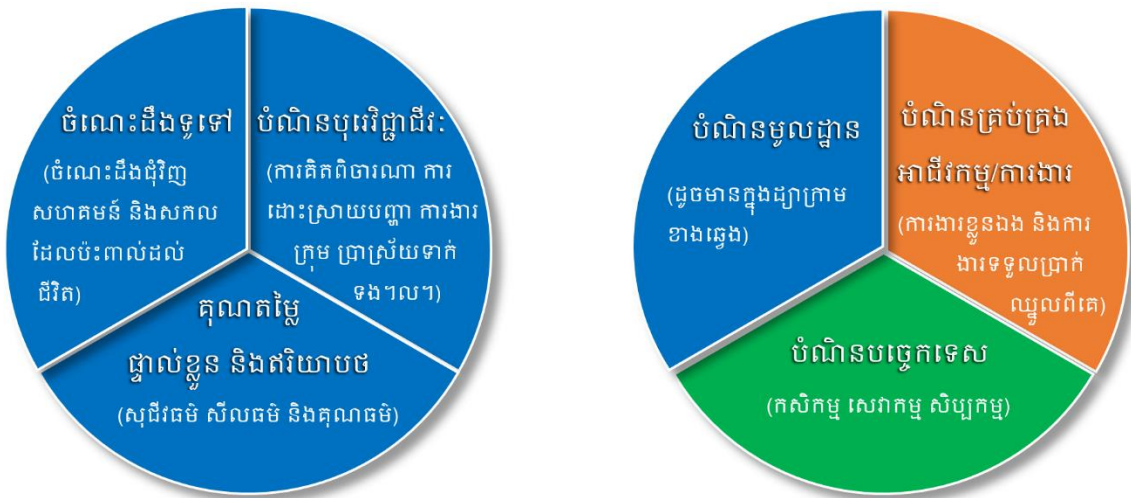 ចំណេះដឹងទូទៅ
(ចំណេះដឹងជុំវិញ
សហគមន៍ និងសកល
ដែលប៉ះពាល់ដល់
ជីវិត)
បំណិនបុរេវិជ្ជាជីវៈ
(ការគិតពិចារណា ការ
ដោះស្រាយបញ្ហា ការងារ
ក្រុម ប្រាស្រ័យទាក់
ទង។ល។)
គុណតម្លៃ
ផ្ទាល់ខ្លួន និងឥរិយាបថ
(សុជីវធម៌ សីលធម៌ និងគុណធម៌)
បំណិនមូលដ្ឋាន
(ដូចមានក្នុងដ្យាក្រាម
ខាងឆ្វេង)
បំណិនគ្រប់គ្រង
អាជីវកម្ម/ការងារ
(ការងារខ្លួនឯង និងការ
ងារទទួលប្រាក់
ឈ្នួលពីគេ)
បំណិនបច្ចេកទេស
(កសិកម្ម សេវាកម្ម សិប្បកម្ម)